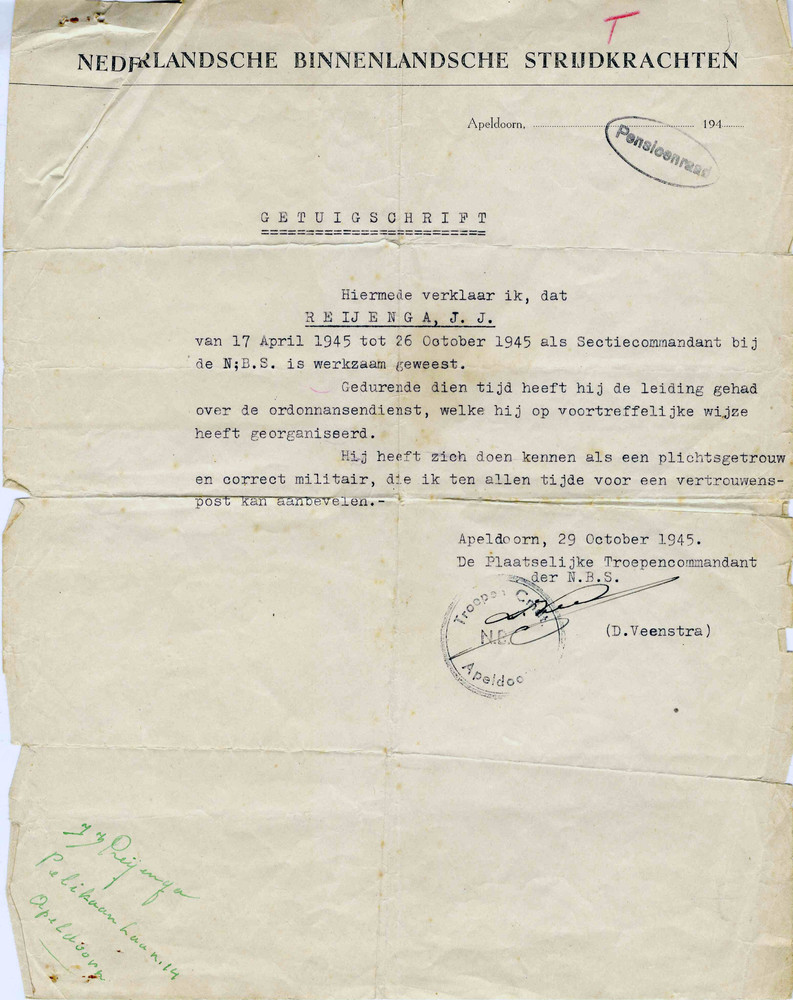 T
NEDERLANDSCHE BINNENLANDSCHE STRIJDKRACHTEN
Apeldoorn, ........................................ 194......
Pensioenraad
GETUIGSCHRIFT
==========================
Hiermede verklaar ik, dat
REIJENGA, J. J.
van 17 April 1945 tot 26 October 1945 als Sectiecommandant bij
de N;B.S. is werkzaam geweest.
Gedurende dien tijd heeft hij de leiding gehad
over de ordonnansendienst, welke hij op voortreffelijke wijze
heeft georganiseerd.
Hij heeft zich doen kennen als een plichtsgetrouw
en correct militair, die ik ten allen tijde voor een vertrouwens-
post kan aanbevelen.-
Apeldoorn, 29 October 1945.
De Plaatselijke Troepencommandant
der N.B.S.
Troepen Cmdt.
N.B.
Apeldoo
(D.Veenstra)
J J Reijenga
Pelikaanlaan 14
Apeldoorn